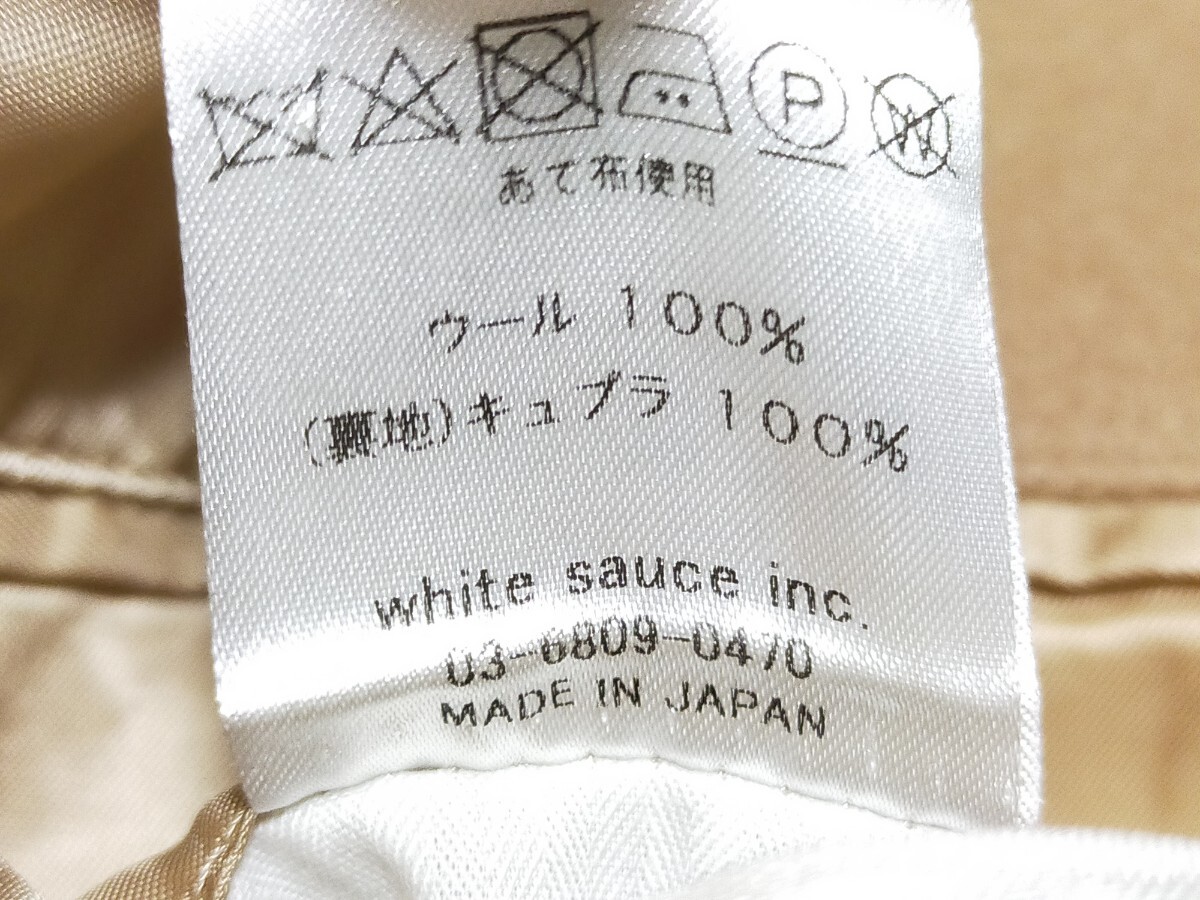 P W
あて布使用
ウール 100%
(裏地)キュプラ 100%
white sauce inc.
03-6809-0470
MADE IN JAPAN